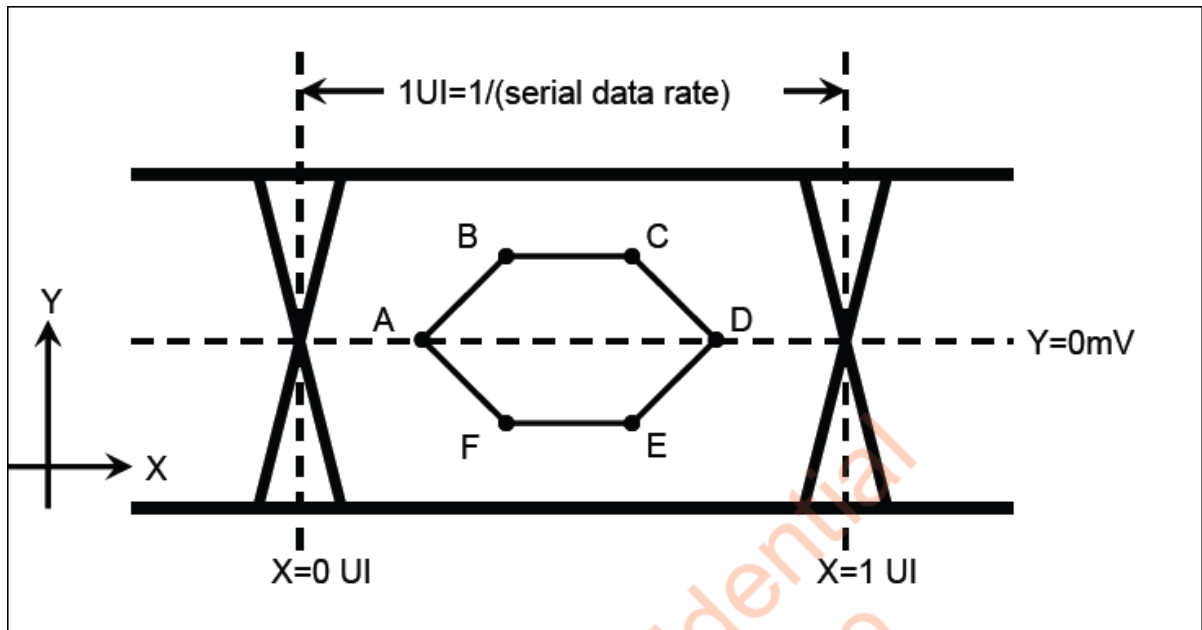 1UI=1/(serial data rate)
B
C
Y
A
D
Y=0mV
F
E
X
X=0 UI
X=1 UI